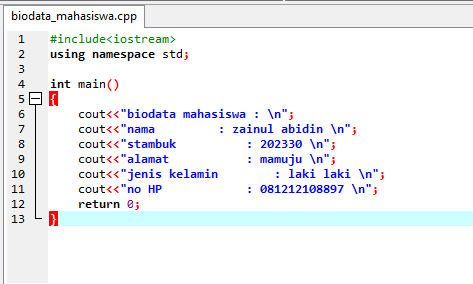 biodata_mahasiswa.cpp
1 #include<iostream>
2 using namespace std;
3
4 int main()
5 {
6 cout<<"biodata mahasiswa : \n";
7 cout<<"nama : zainul abidin \n";
8 cout<<"stambuk : 202330 \n";
9 cout<<"alamat : mamuju \n";
10 cout<<"jenis kelamin : laki laki \n";
11 cout<<"no HP : 081212108897 \n";
12 return 0;
13 }